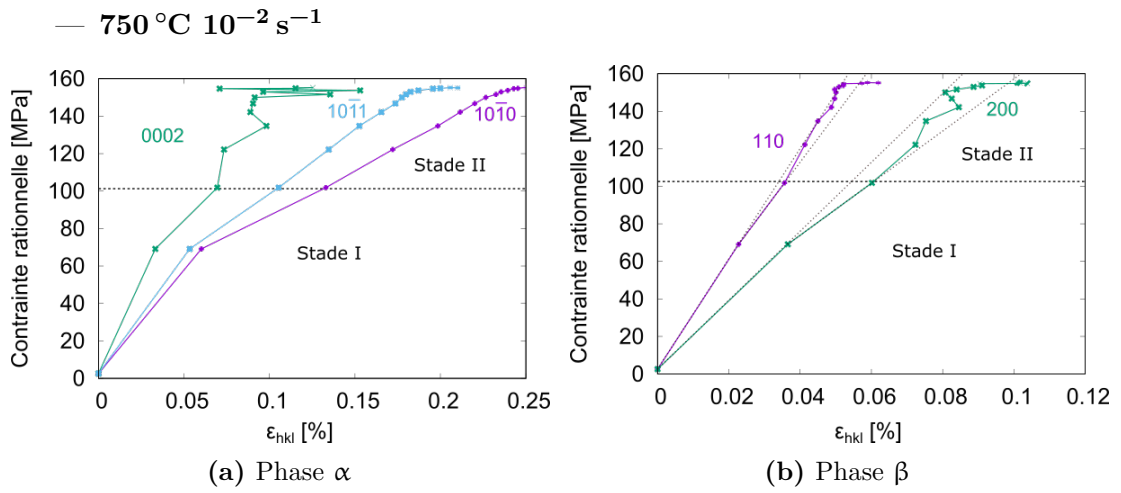 — 750 °C 10⁻² s⁻¹
160
140
120
100
80
60
40
20
0
Contrainte rationnelle [MPa]
0002
101̅1
101̅0
Stade II
Stade I
0 0.05 0.1 0.15 0.2 0.25
εhkl [%]
(a) Phase α
160
140
120
100
80
60
40
20
0
Contrainte rationnelle [MPa]
110
200
Stade II
Stade I
0 0.02 0.04 0.06 0.08 0.1 0.12
εhkl [%]
(b) Phase β